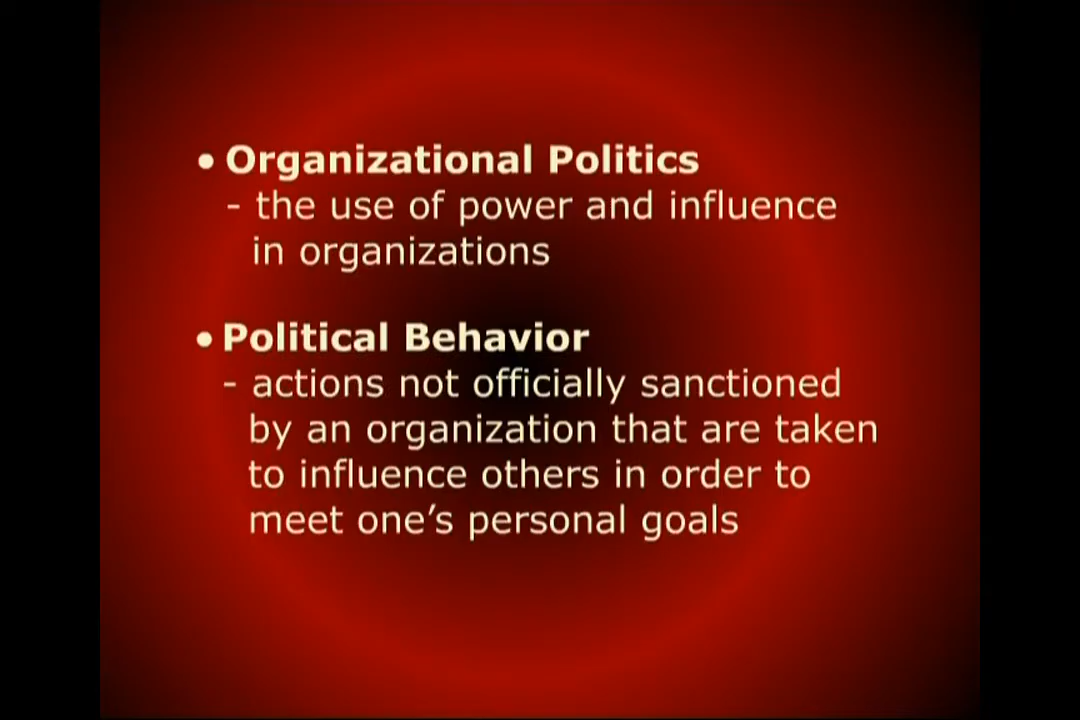 • Organizational Politics
- the use of power and influence
in organizations
• Political Behavior
- actions not officially sanctioned
by an organization that are taken
to influence others in order to
meet one’s personal goals